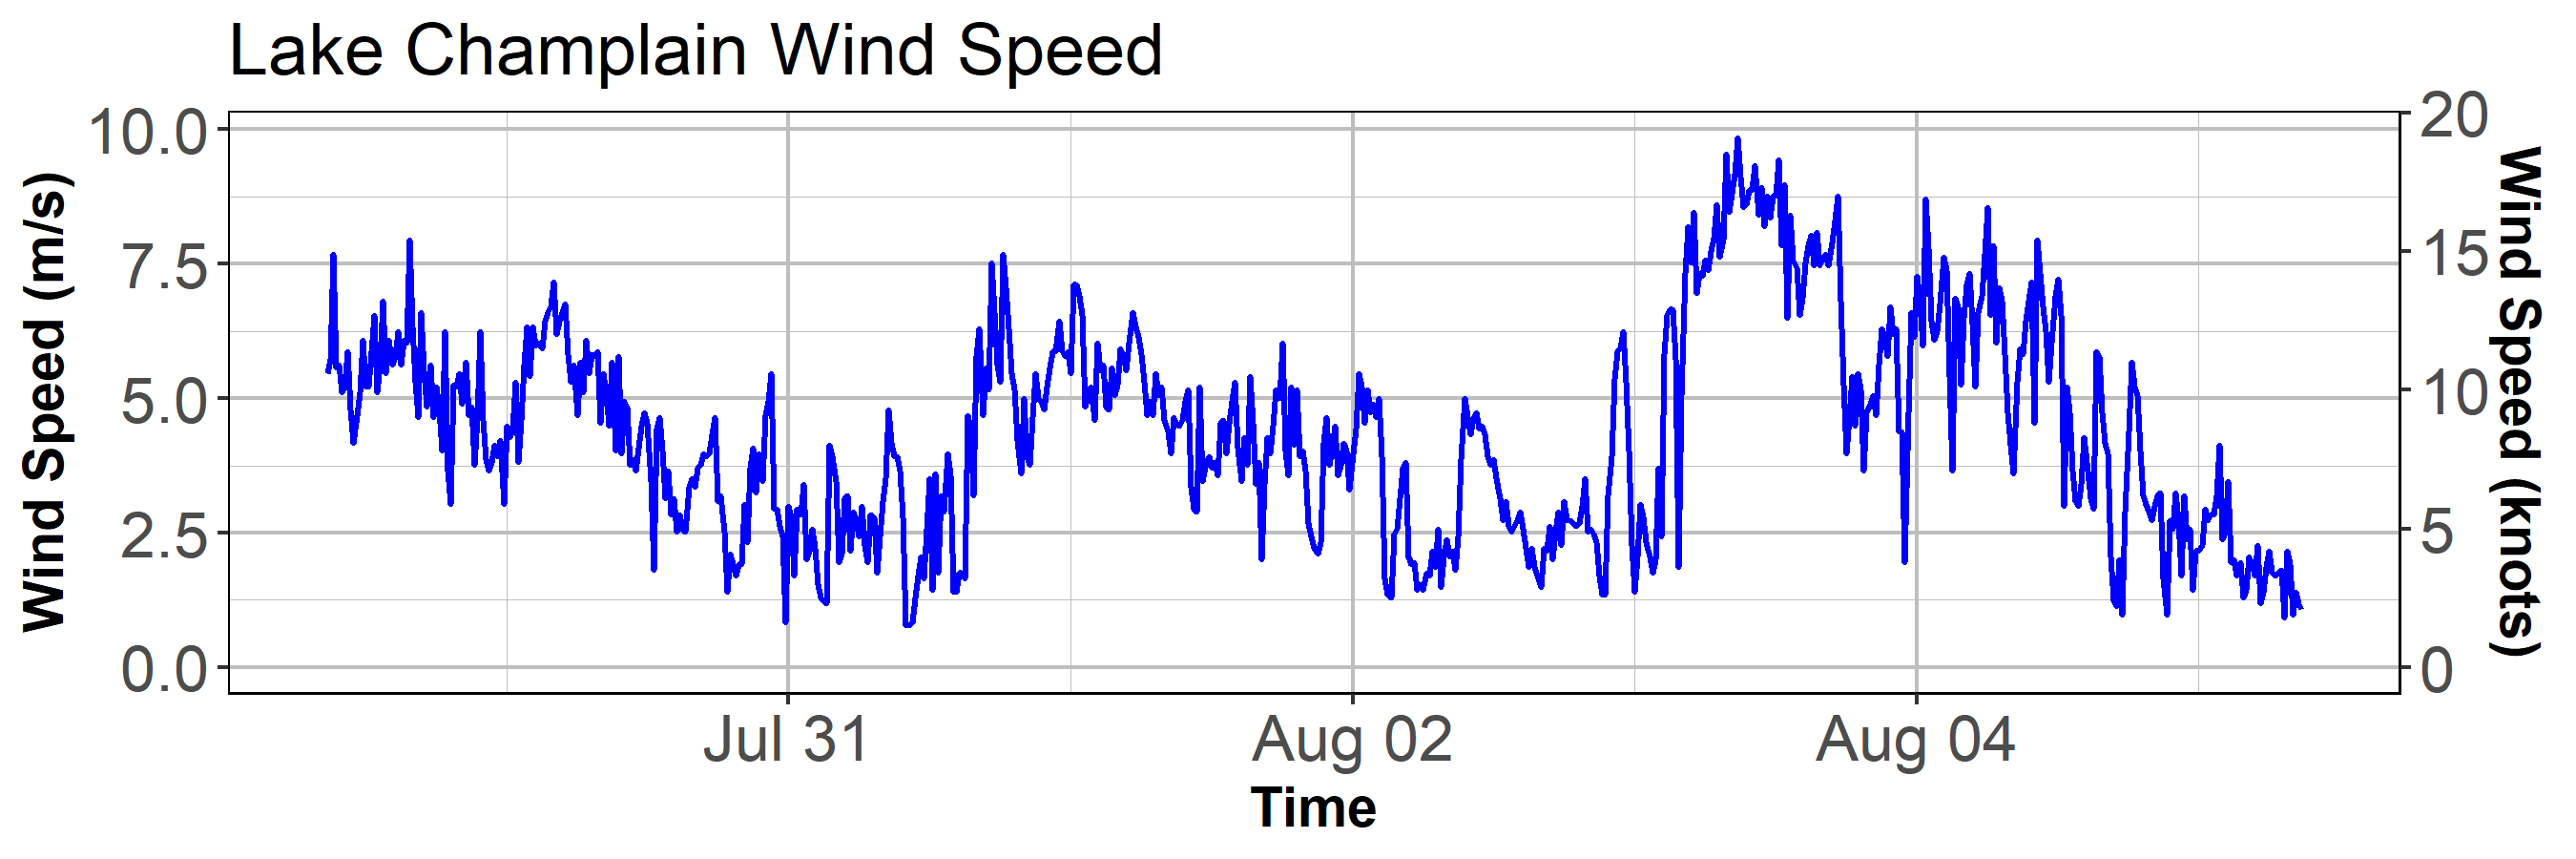 Lake Champlain Wind Speed
Wind Speed (m/s)
10.0
7.5
5.0
2.5
0.0
20
15
10
5
0
Wind Speed (knots)
Jul 31
Aug 02
Aug 04
Time